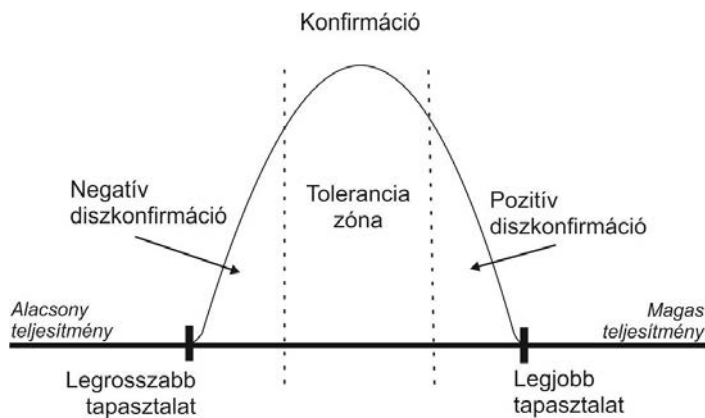 Konfirmáció
Negatív
diszkonfirmáció
Tolerancia
zóna
Pozitív
diszkonfirmáció
Alacsony
teljesítmény
Magas
teljesítmény
Legrosszabb
tapasztalat
Legjobb
tapasztalat